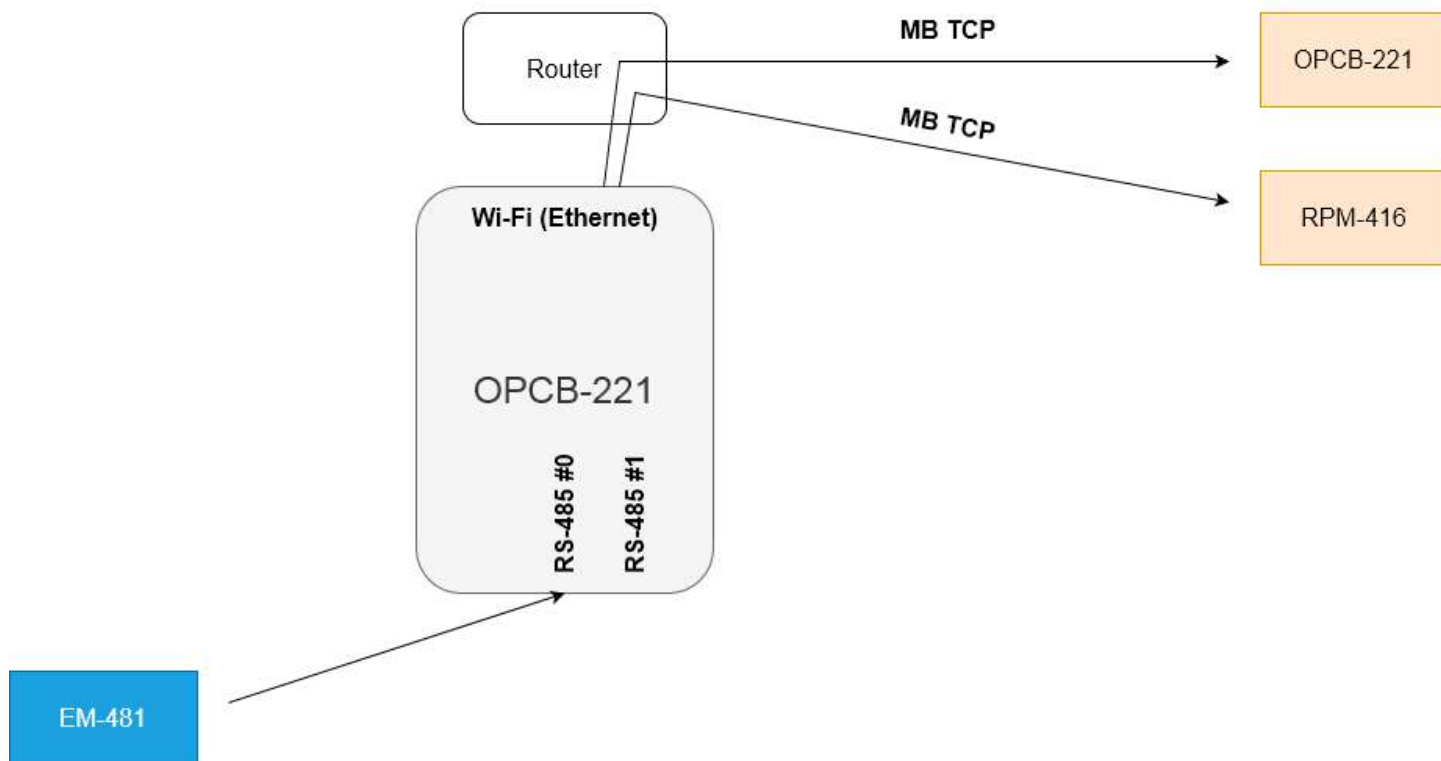 MB TCP
Router
OPCB-221
MB TCP
RPM-416
Wi-Fi (Ethernet)
OPCB-221
RS-485 #0
RS-485 #1
EM-481